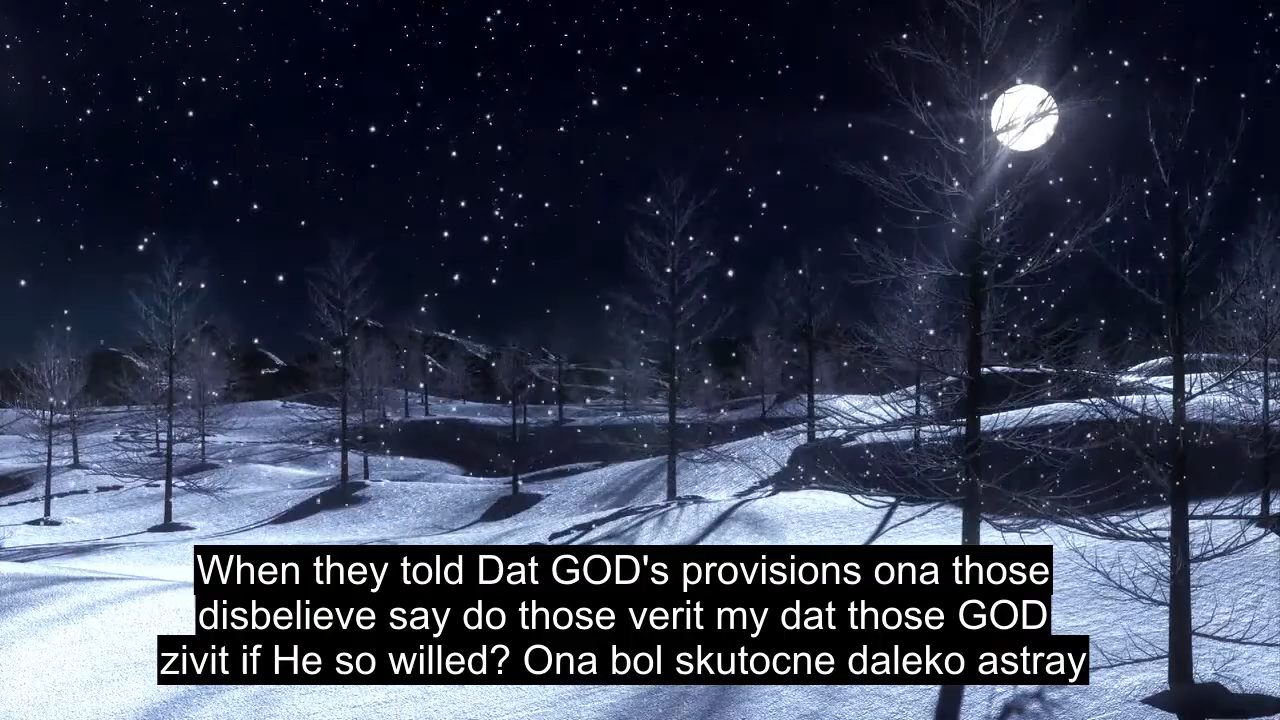 When they told Dat GOD's provisions ona those
disbelieve say do those verit my dat those GOD
zivit if He so willed? Ona bol skutocne daleko astray